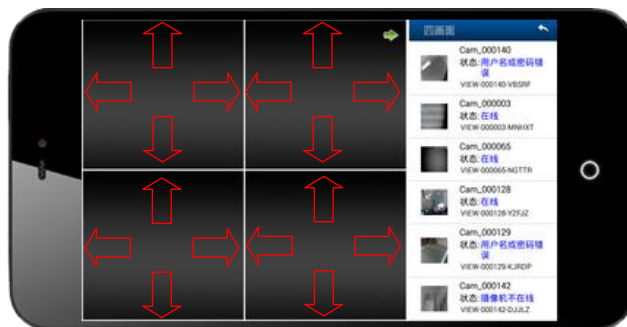 四画面
Cam_000140
状态:用户名或密码错
误
VIEW-000140-VBSRF
Cam_000003
状态:在线
VIEW-000003-MNHXT
Cam_000065
状态:在线
VIEW-000065-NGTTR
Cam_000128
状态:在线
VIEW-000128-YZFJZ
Cam_000129
状态:用户名或密码错
误
VIEW-000129-KJRDP
Cam_000142
状态:摄像机不在线
VIEW-000142-DJJLZ